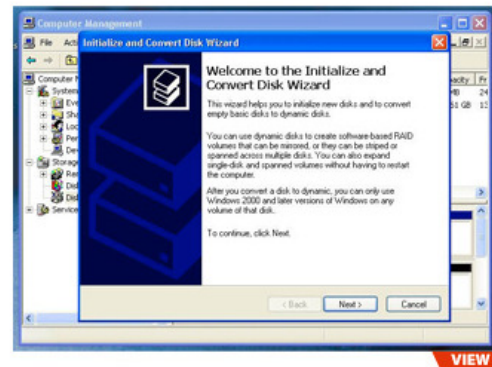 Computer Management
File
Initialize and Convert Disk Wizard
Welcome to the Initialize and
Convert Disk Wizard
This wizard helps you to initialize new disks and to convert
empty basic disks to dynamic disks.
You can use dynamic disks to create software-based RAID
volumes that can be mirrored, or they can be striped or
spanned across multiple disks. You can also expand
single-disk and spanned volumes without having to restart
the computer.
After you convert a disk to dynamic, you can only use
Windows 2000 and later versions of Windows on any
volume of that disk.
To continue, click Next.
< Back
Next >
Cancel
Computer
System
Storage
Service
VIEW